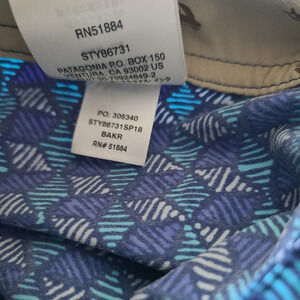 RN51884
STY86731
PATAGONIA P.O. BOX 150
VENTURA, CA 93002 US
PO: 305340
STY86731SP18
BAKR
RN# 51884